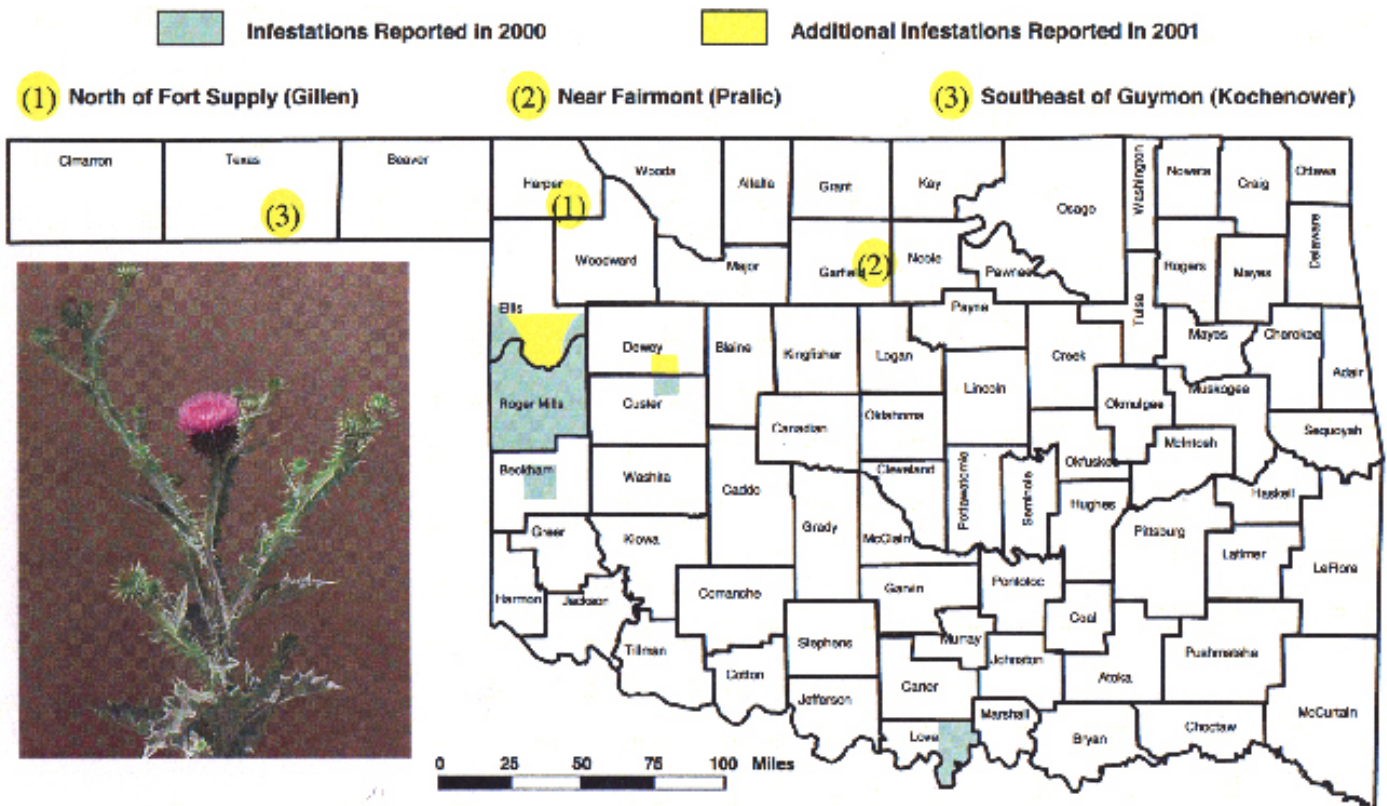 Infestations Reported in 2000
Additional Infestations Reported in 2001
(1) North of Fort Supply (Gillen)
(2) Near Fairmont (Pralic)
(3) Southeast of Guymon (Kochenower)
Cimarron
Texas
Beaver
Harper
Woods
Alfalfa
Grant
Kay
Osage
Washington
Nowata
Craig
Ottawa
(3)
(1)
Woodward
Major
Garfield
(2)
Noble
Pawnee
Rogers
Mayes
Delaware
Ellis
Dewey
Blaine
Kingfisher
Logan
Payne
Creek
Tulsa
Mayes
Cherokee
Adair
Roger Mills
Custer
Canadian
Oklahoma
Lincoln
Okmulgee
Muskogee
Sequoyah
Beckham
Washita
Caddo
Grady
Cleveland
Pottawatomie
Seminole
Okfuskee
McIntosh
Haskell
Greer
Kiowa
McClain
Hughes
Pittsburg
Latimer
LeFlore
Harmon
Jackson
Comanche
Garvin
Pontotoc
Coal
Tillman
Cotton
Stephens
Murray
Johnston
Atoka
Pushmataha
Jefferson
Carter
Love
Marshall
Bryan
Choctaw
McCurtain
0 25 50 75 100 Miles